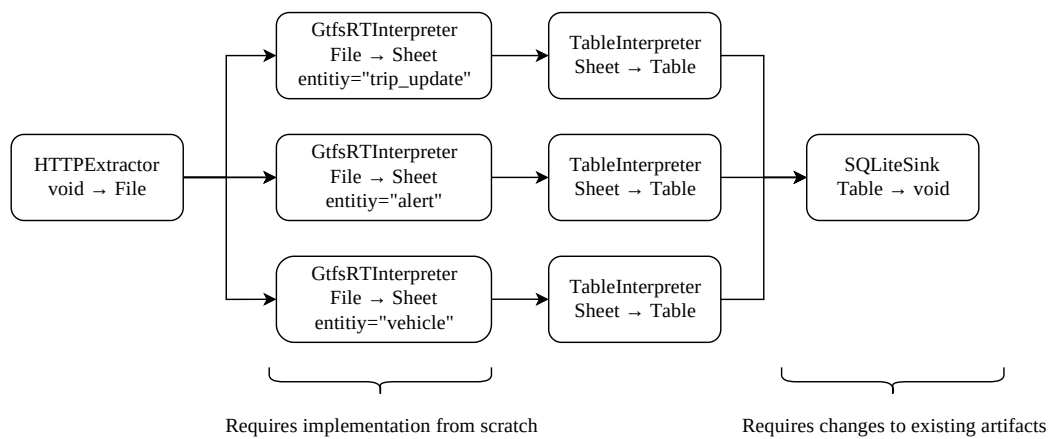 GtfsRTInterpreter
File → Sheet
entitiy="trip_update"
TableInterpreter
Sheet → Table
HTTPExtractor
void → File
GtfsRTInterpreter
File → Sheet
entitiy="alert"
TableInterpreter
Sheet → Table
SQLiteSink
Table → void
GtfsRTInterpreter
File → Sheet
entitiy="vehicle"
TableInterpreter
Sheet → Table
Requires implementation from scratch
Requires changes to existing artifacts